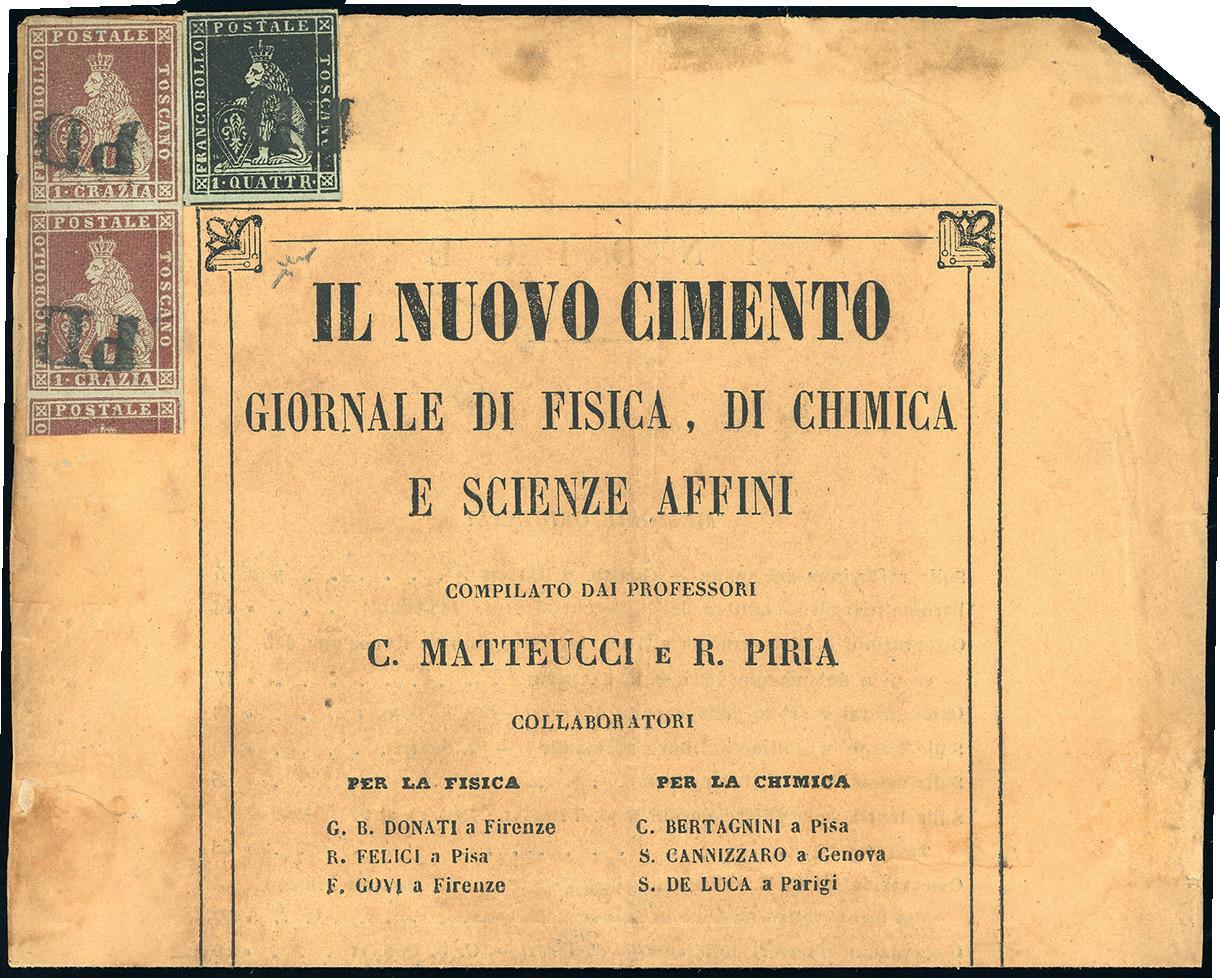 POSTALE
FRANCOBOLLO
TOSCANO
1·CRAZIA
PD
POSTALE
FRANCOBOLLO
TOSCANO
1·QUATTR·
POSTALE
FRANCOBOLLO
TOSCANO
1·CRAZIA
PD
POSTALE
IL NUOVO CIMENTO
GIORNALE DI FISICA, DI CHIMICA
E SCIENZE AFFINI
COMPILATO DAI PROFESSORI
C. MATTEUCCI E R. PIRIA
COLLABORATORI
PER LA FISICA
G. B. DONATI a Firenze
R. FELICI a Pisa
F. GOVI a Firenze
PER LA CHIMICA
C. BERTAGNINI a Pisa
S. CANNIZZARO a Genova
S. DE LUCA a Parigi